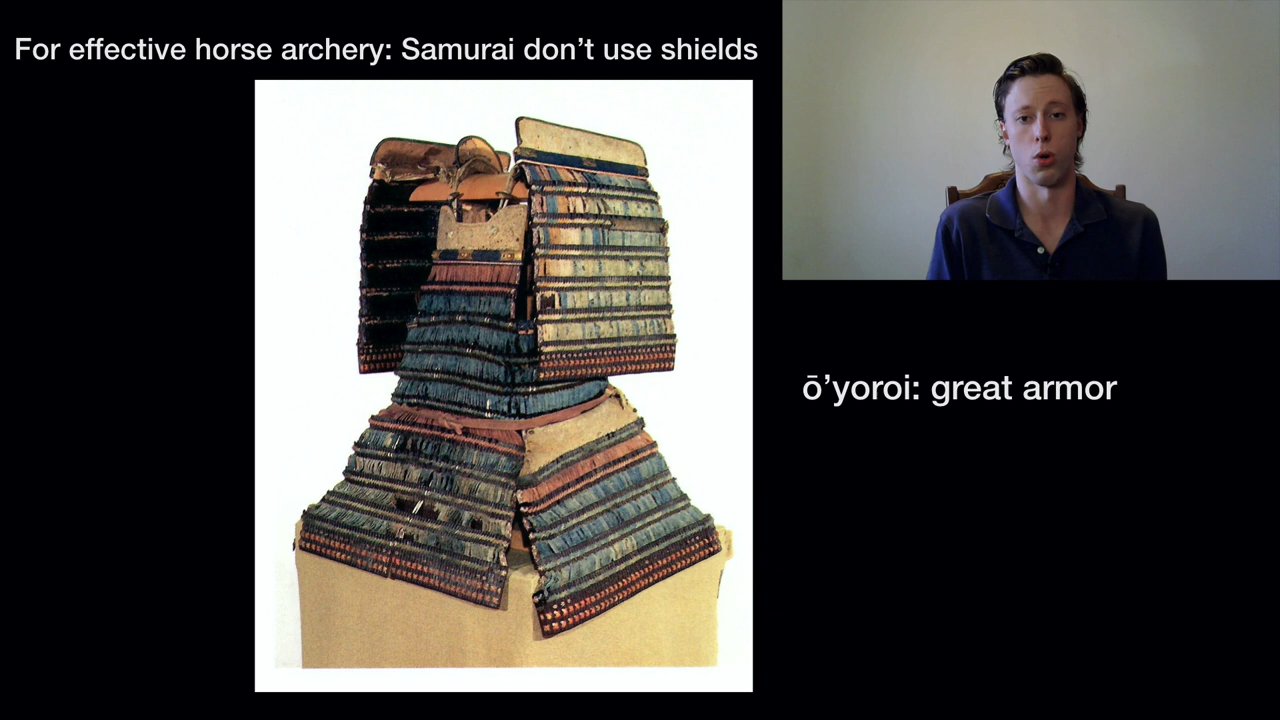 For effective horse archery: Samurai don’t use shields
ō’yoroi: great armor